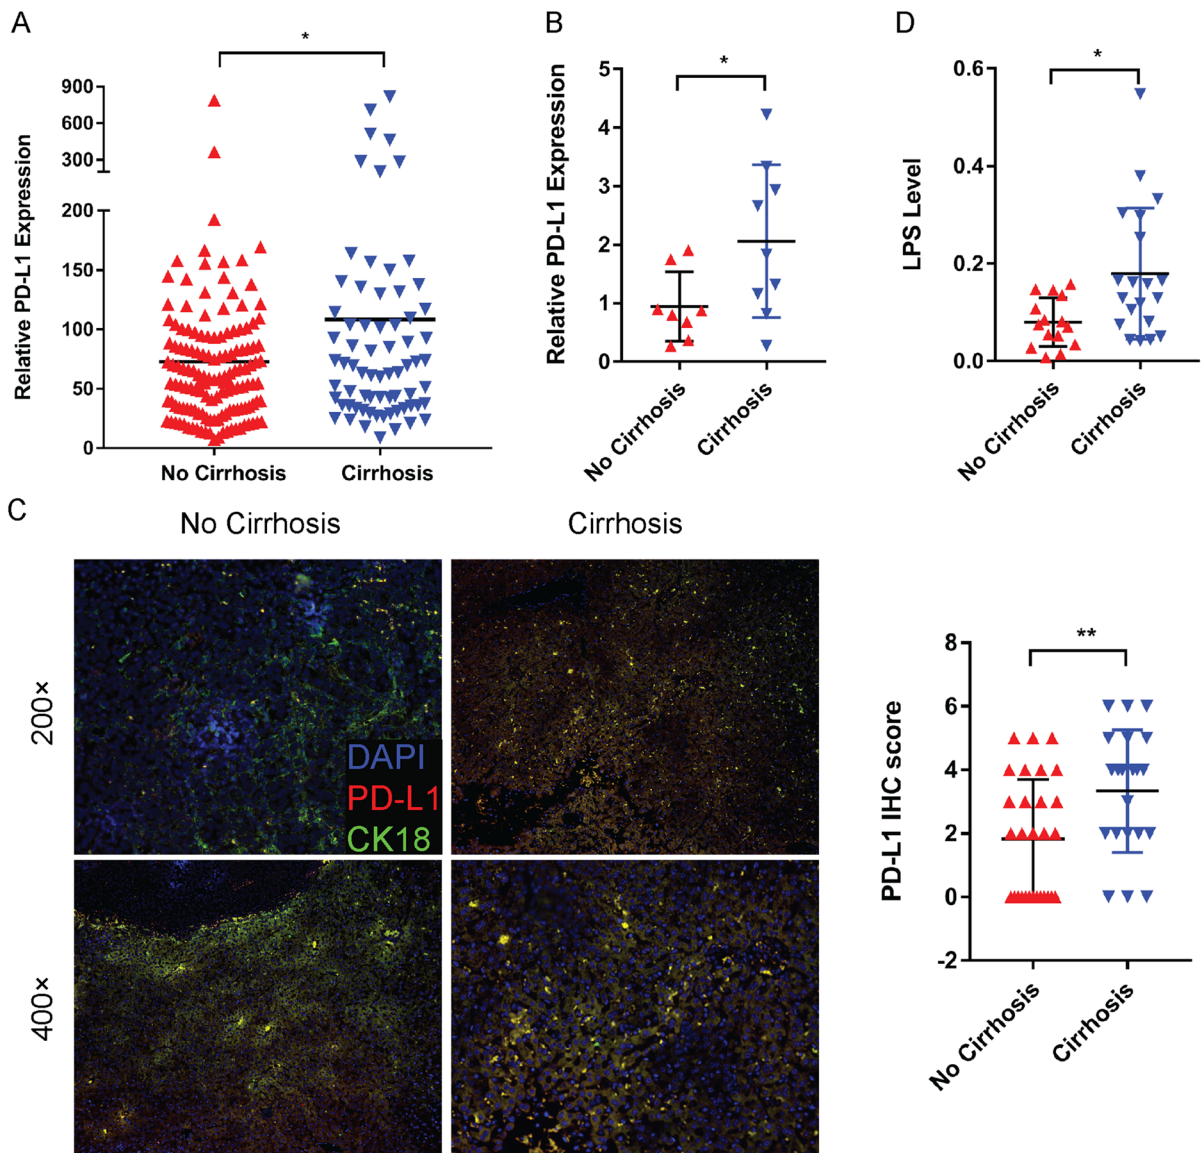 A
*
Relative PD-L1 Expression
900
600
300
200
150
100
50
0
No Cirrhosis
Cirrhosis
B
*
Relative PD-L1 Expression
5
4
3
2
1
0
No Cirrhosis
Cirrhosis
D
*
LPS Level
0.6
0.4
0.2
0.0
No Cirrhosis
Cirrhosis
C
No Cirrhosis
Cirrhosis
200×
DAPI
PD-L1
CK18
400×
**
PD-L1 IHC score
8
6
4
2
0
-2
No Cirrhosis
Cirrhosis